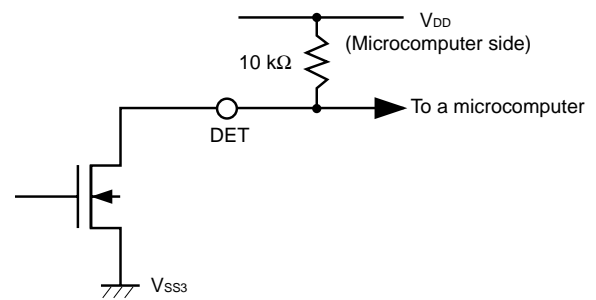 VDD
(Microcomputer side)
10 kΩ
To a microcomputer
DET
VSS3